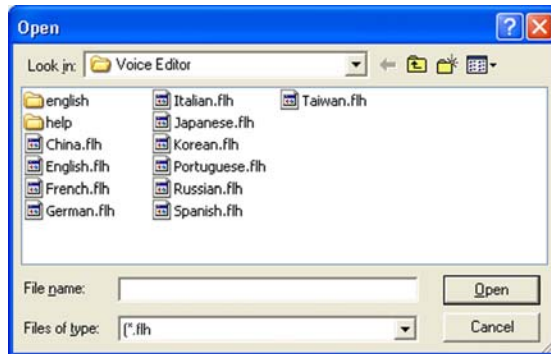 Open
Look in: Voice Editor
english
help
China.flh
English.flh
French.flh
German.flh
Italian.flh
Japanese.flh
Korean.flh
Portuguese.flh
Russian.flh
Spanish.flh
Taiwan.flh
File name:
Open
Files of type: (*.flh
Cancel